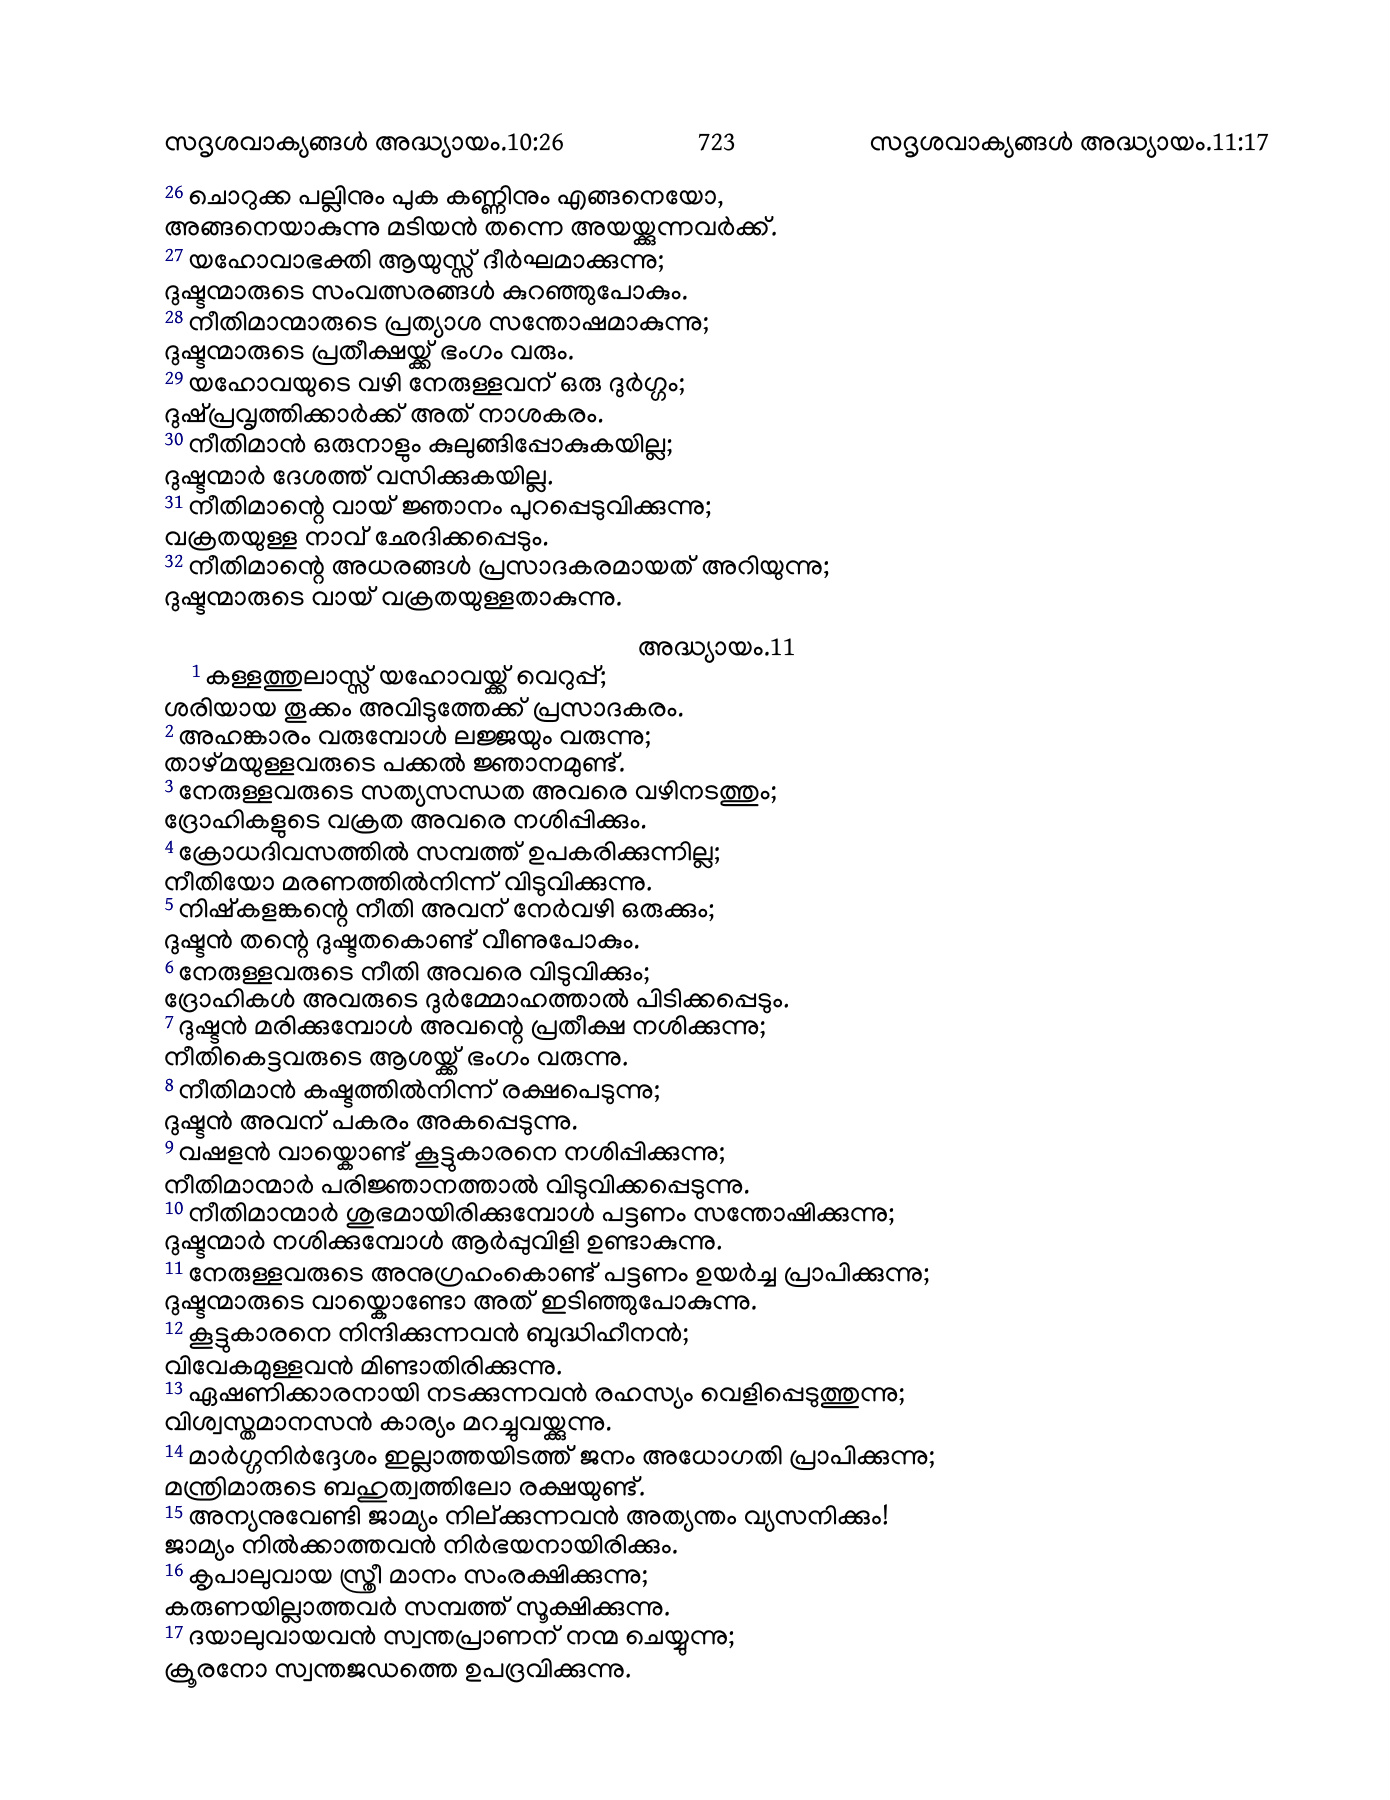 സദൃശവാക്യങ്ങൾ അദ്ധ്യായം.10:26 723 സദൃശവാക്യങ്ങൾ അദ്ധ്യായം.11:17
26 ചൊറുക്ക പല്ലിനും പുക കണ്ണിനും എങ്ങനെയോ,
അങ്ങനെയാകുന്നു മടിയൻ തന്നെ അയയ്ക്കുന്നവർക്ക്.
27 യഹോവാഭക്തി ആയുസ്സ് ദീർഘമാക്കുന്നു;
ദുഷ്ടന്മാരുടെ സംവത്സരങ്ങൾ കുറഞ്ഞുപോകും.
28 നീതിമാന്മാരുടെ പ്രത്യാശ സന്തോഷമാകുന്നു;
ദുഷ്ടന്മാരുടെ പ്രതീക്ഷയ്ക്ക് ഭംഗം വരും.
29 യഹോവയുടെ വഴി നേരുള്ളവന് ഒരു ദുർഗ്ഗം;
ദുഷ്‌പ്രവൃത്തിക്കാർക്ക് അത് നാശകരം.
30 നീതിമാൻ ഒരുനാളും കുലുങ്ങിപ്പോകുകയില്ല;
ദുഷ്ടന്മാർ ദേശത്ത് വസിക്കുകയില്ല.
31 നീതിമാന്റെ വായ് ജ്ഞാനം പുറപ്പെടുവിക്കുന്നു;
വക്രതയുള്ള നാവ് ഛേദിക്കപ്പെടും.
32 നീതിമാന്റെ അധരങ്ങൾ പ്രസാദകരമായത് അറിയുന്നു;
ദുഷ്ടന്മാരുടെ വായ് വക്രതയുള്ളതാകുന്നു.
അദ്ധ്യായം.11
1 കള്ളത്തുലാസ്സ് യഹോവയ്ക്ക് വെറുപ്പ്;
ശരിയായ തൂക്കം അവിടുത്തേക്ക് പ്രസാദകരം.
2 അഹങ്കാരം വരുമ്പോൾ ലജ്ജയും വരുന്നു;
താഴ്മയുള്ളവരുടെ പക്കൽ ജ്ഞാനമുണ്ട്.
3 നേരുള്ളവരുടെ സത്യസന്ധത അവരെ വഴിനടത്തും;
ദ്രോഹികളുടെ വക്രത അവരെ നശിപ്പിക്കും.
4 ക്രോധദിവസത്തിൽ സമ്പത്ത് ഉപകരിക്കുന്നില്ല;
നീതിയോ മരണത്തിൽനിന്ന് വിടുവിക്കുന്നു.
5 നിഷ്കളങ്കന്റെ നീതി അവന് നേർവഴി ഒരുക്കും;
ദുഷ്ടൻ തന്റെ ദുഷ്ടതകൊണ്ട് വീണുപോകും.
6 നേരുള്ളവരുടെ നീതി അവരെ വിടുവിക്കും;
ദ്രോഹികൾ അവരുടെ ദുർമ്മോഹത്താൽ പിടിക്കപ്പെടും.
7 ദുഷ്ടൻ മരിക്കുമ്പോൾ അവന്റെ പ്രതീക്ഷ നശിക്കുന്നു;
നീതികെട്ടവരുടെ ആശയ്ക്ക് ഭംഗം വരുന്നു.
8 നീതിമാൻ കഷ്ടത്തിൽനിന്ന് രക്ഷപെടുന്നു;
ദുഷ്ടൻ അവന് പകരം അകപ്പെടുന്നു.
9 വഷളൻ വായ്കൊണ്ട് കൂട്ടുകാരനെ നശിപ്പിക്കുന്നു;
നീതിമാന്മാർ പരിജ്ഞാനത്താൽ വിടുവിക്കപ്പെടുന്നു.
10 നീതിമാന്മാർ ശുഭമായിരിക്കുമ്പോൾ പട്ടണം സന്തോഷിക്കുന്നു;
ദുഷ്ടന്മാർ നശിക്കുമ്പോൾ ആർപ്പുവിളി ഉണ്ടാകുന്നു.
11 നേരുള്ളവരുടെ അനുഗ്രഹംകൊണ്ട് പട്ടണം ഉയർച്ച പ്രാപിക്കുന്നു;
ദുഷ്ടന്മാരുടെ വായ്കൊണ്ടോ അത് ഇടിഞ്ഞുപോകുന്നു.
12 കൂട്ടുകാരനെ നിന്ദിക്കുന്നവൻ ബുദ്ധിഹീനൻ;
വിവേകമുള്ളവൻ മിണ്ടാതിരിക്കുന്നു.
13 ഏഷണിക്കാരനായി നടക്കുന്നവൻ രഹസ്യം വെളിപ്പെടുത്തുന്നു;
വിശ്വസ്തമാനസൻ കാര്യം മറച്ചുവയ്ക്കുന്നു.
14 മാർഗ്ഗനിർദ്ദേശം ഇല്ലാത്തയിടത്ത് ജനം അധോഗതി പ്രാപിക്കുന്നു;
മന്ത്രിമാരുടെ ബഹുത്വത്തിലോ രക്ഷയുണ്ട്.
15 അന്യനുവേണ്ടി ജാമ്യം നില്ക്കുന്നവൻ അത്യന്തം വ്യസനിക്കും!
ജാമ്യം നിൽക്കാത്തവൻ നിർഭയനായിരിക്കും.
16 കൃപാലുവായ സ്ത്രീ മാനം സംരക്ഷിക്കുന്നു;
കരുണയില്ലാത്തവർ സമ്പത്ത് സൂക്ഷിക്കുന്നു.
17 ദയാലുവായവൻ സ്വന്തപ്രാണന് നന്മ ചെയ്യുന്നു;
ക്രൂരനോ സ്വന്തജഡത്തെ ഉപദ്രവിക്കുന്നു.